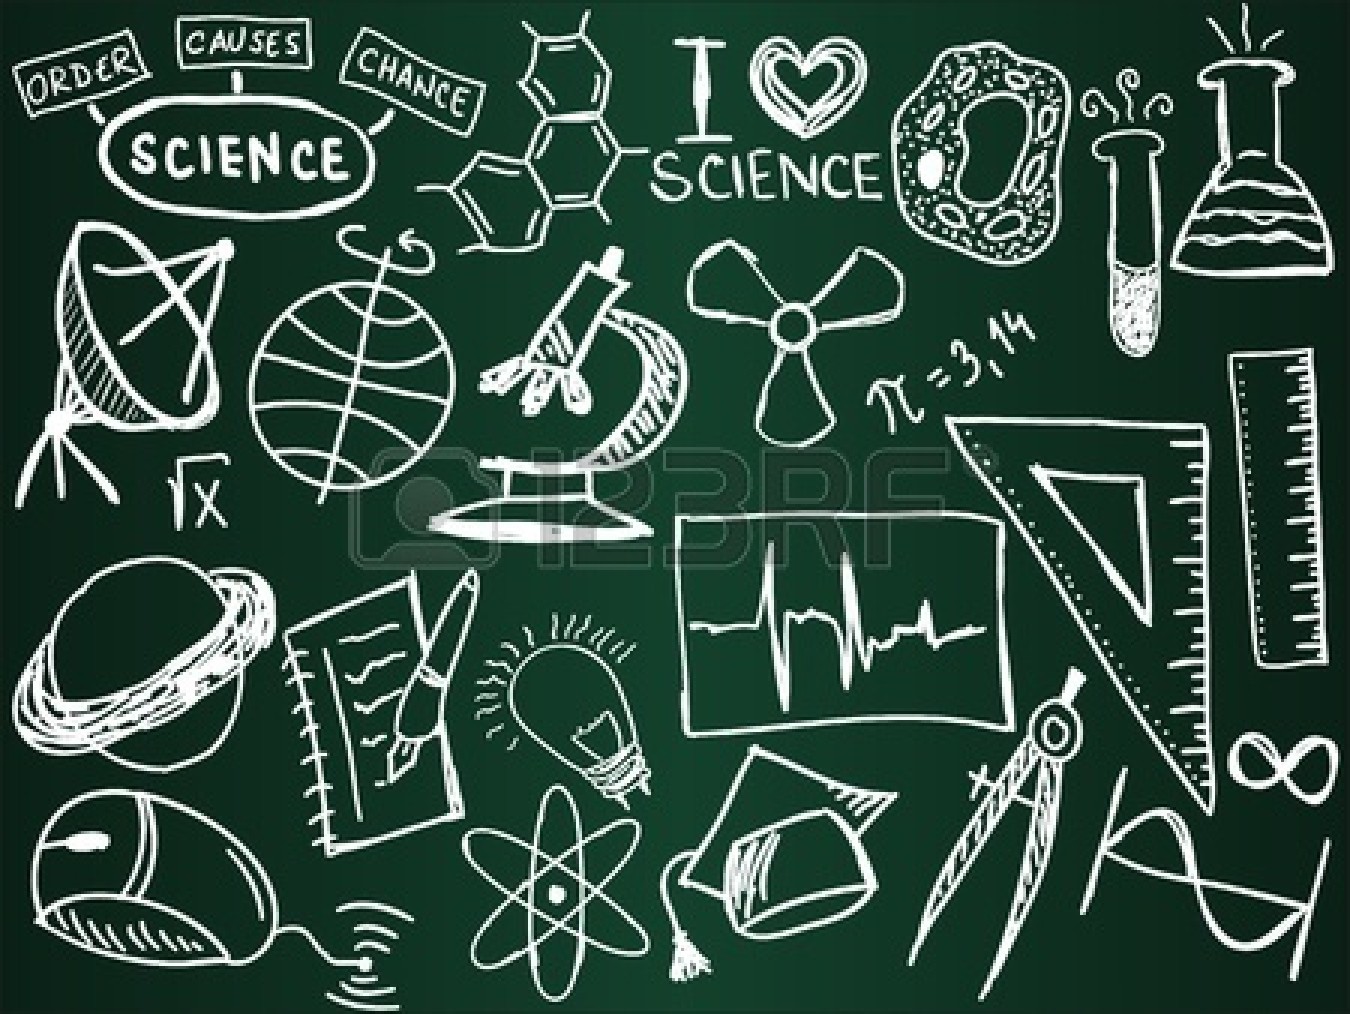 ORDER
CAUSES
CHANCE
SCIENCE
I
SCIENCE
π = 3,14
√x
123RF
∞